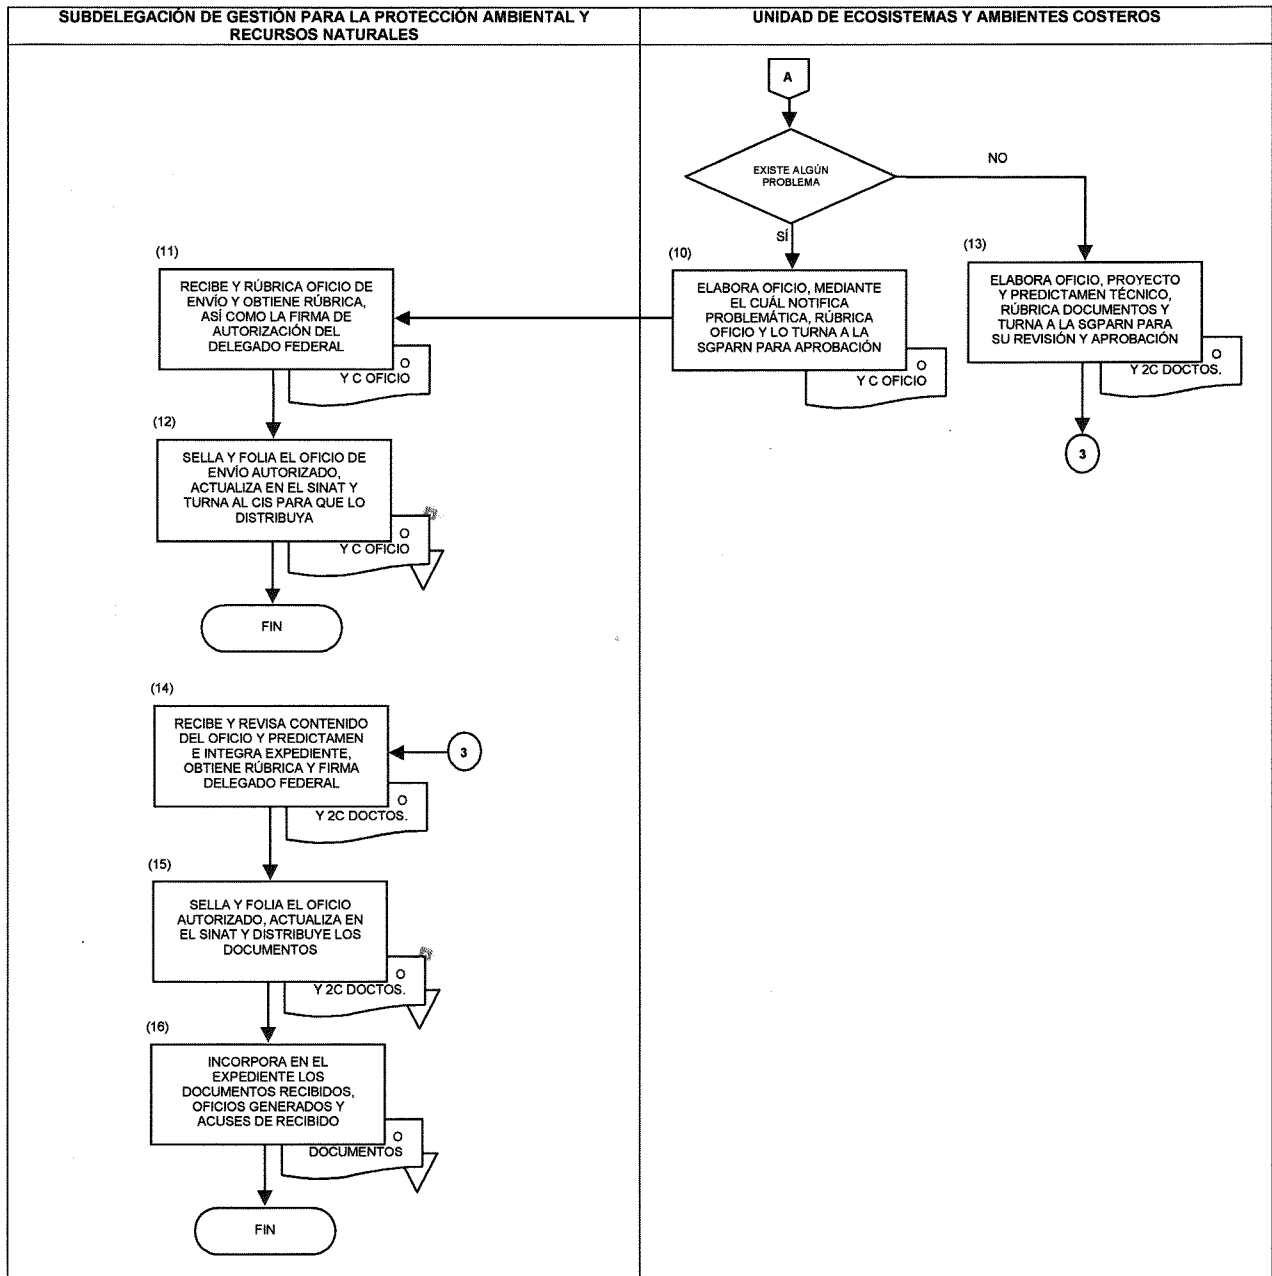 SUBDELEGACIÓN DE GESTIÓN PARA LA PROTECCIÓN AMBIENTAL Y
RECURSOS NATURALES
UNIDAD DE ECOSISTEMAS Y AMBIENTES COSTEROS
A
EXISTE ALGÚN
PROBLEMA
NO
SÍ
(10)
ELABORA OFICIO, MEDIANTE
EL CUÁL NOTIFICA
PROBLEMÁTICA, RÚBRICA
OFICIO Y LO TURNA A LA
SGPARN PARA APROBACIÓN
O
Y C OFICIO
(13)
ELABORA OFICIO, PROYECTO
Y PREDICTAMEN TÉCNICO,
RÚBRICA DOCUMENTOS Y
TURNA A LA SGPARN PARA
SU REVISIÓN Y APROBACIÓN
O
Y 2C DOCTOS.
3
(11)
RECIBE Y RÚBRICA OFICIO DE
ENVÍO Y OBTIENE RÚBRICA,
ASÍ COMO LA FIRMA DE
AUTORIZACIÓN DEL
DELEGADO FEDERAL
O
Y C OFICIO
(12)
SELLA Y FOLIA EL OFICIO DE
ENVÍO AUTORIZADO,
ACTUALIZA EN EL SINAT Y
TURNA AL CIS PARA QUE LO
DISTRIBUYA
O
Y C OFICIO
FIN
(14)
RECIBE Y REVISA CONTENIDO
DEL OFICIO Y PREDICTAMEN
E INTEGRA EXPEDIENTE,
OBTIENE RÚBRICA Y FIRMA
DELEGADO FEDERAL
3
O
Y 2C DOCTOS.
(15)
SELLA Y FOLIA EL OFICIO
AUTORIZADO, ACTUALIZA EN
EL SINAT Y DISTRIBUYE LOS
DOCUMENTOS
O
Y 2C DOCTOS.
(16)
INCORPORA EN EL
EXPEDIENTE LOS
DOCUMENTOS RECIBIDOS,
OFICIOS GENERADOS Y
ACUSES DE RECIBIDO
O
DOCUMENTOS
FIN